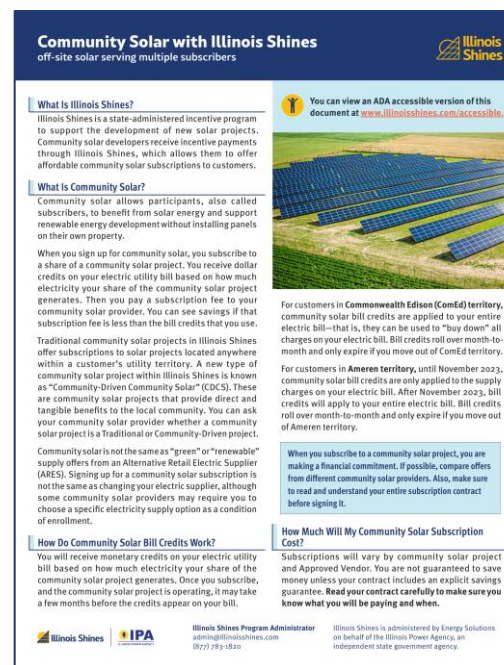 Community Solar with Illinois Shines
off-site solar serving multiple subscribers
Illinois
Shines
What Is Illinois Shines?
Illinois Shines is a state-administered incentive program
to support the development of new solar projects.
Community solar developers receive incentive payments
through Illinois Shines, which allows them to offer
affordable community solar subscriptions to customers.
What Is Community Solar?
Community solar allows participants, also called
subscribers, to benefit from solar energy and support
renewable energy development without installing panels
on their own property.
When you sign up for community solar, you subscribe to
a share of a community solar project. You receive dollar
credits on your electric utility bill based on how much
electricity your share of the community solar project
generates. Then you pay a subscription fee to your
community solar provider. You can see savings if that
subscription fee is less than the bill credits that you use.
Traditional community solar projects in Illinois Shines
offer subscriptions to solar projects located anywhere
within a customer's utility territory. A new type of
community solar project within Illinois Shines is known
as "Community-Driven Community Solar" (CDCS). These
are community solar projects that provide direct and
tangible benefits to the local community. You can ask
your community solar provider whether a community
solar project is a Traditional or Community-Driven project.
Community solar is not the same as "green" or "renewable"
supply offers from an Alternative Retail Electric Supplier
(ARES). Signing up for a community solar subscription is
not the same as changing your electric supplier, although
some community solar providers may require you to
choose a specific electricity supply option as a condition
of enrollment.
How Do Community Solar Bill Credits Work?
You will receive monetary credits on your electric utility
bill based on how much electricity your share of the
community solar project generates. Once you subscribe,
and the community solar project is operating, it may take
a few months before the credits appear on your bill.
You can view an ADA accessible version of this
document at www.illinoisshines.com/accessible.
For customers in Commonwealth Edison (ComEd) territory,
community solar bill credits are applied to your entire
electric bill—that is, they can be used to "buy down" all
charges on your electric bill. Bill credits roll over month-to-
month and only expire if you move out of ComEd territory.
For customers in Ameren territory, until November 2023,
community solar bill credits are only applied to the supply
charges on your electric bill. After November 2023, bill
credits will apply to your entire electric bill. Bill credits
roll over month-to-month and only expire if you move out
of Ameren territory.
When you subscribe to a community solar project, you are
making a financial commitment. If possible, compare offers
from different community solar providers. Also, make sure
to read and understand your entire subscription contract
before signing it.
How Much Will My Community Solar Subscription
Cost?
Subscriptions will vary by community solar project
and Approved Vendor. You are not guaranteed to save
money unless your contract includes an explicit savings
guarantee. Read your contract carefully to make sure you
know what you will be paying and when.
Illinois Shines
IPA
Illinois Shines Program Administrator
admin@illinoisshines.com
(877) 783-1820
Illinois Shines is administered by Energy Solutions
on behalf of the Illinois Power Agency, an
independent state government agency.